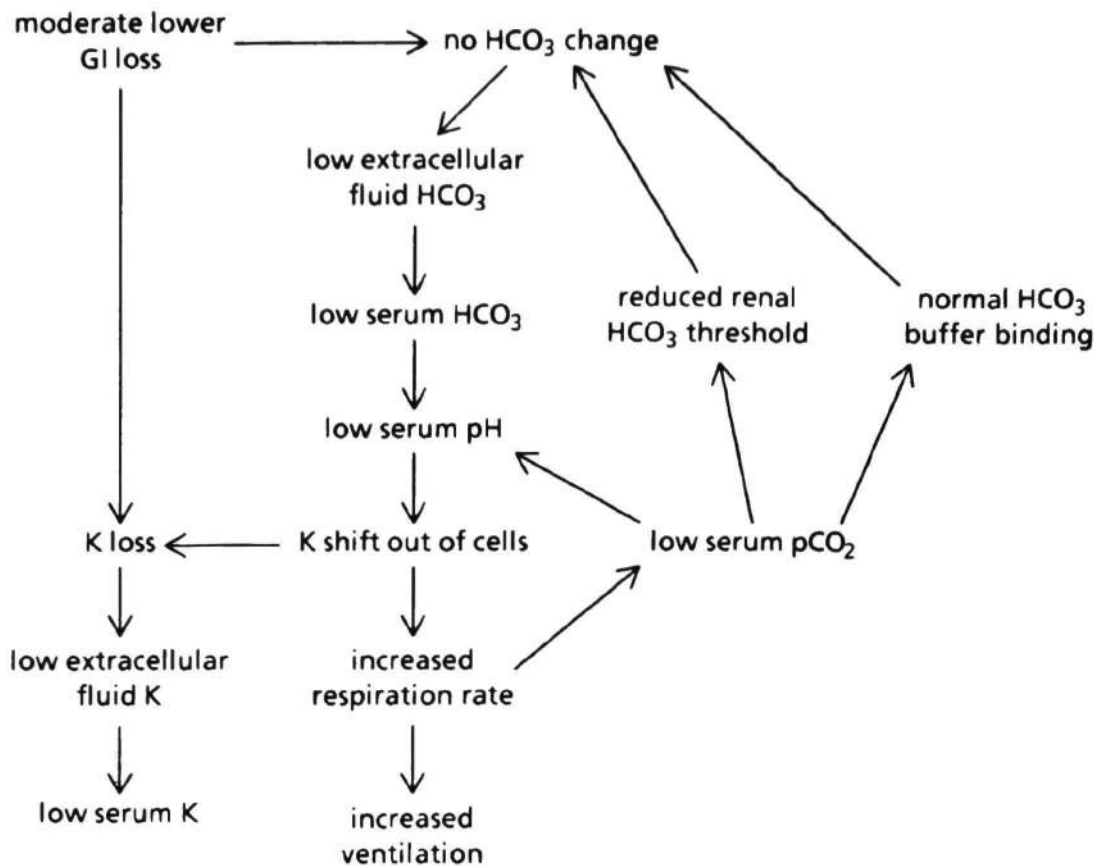 moderate lower
GI loss
no HCO₃ change
low extracellular
fluid HCO₃
low serum HCO₃
reduced renal
HCO₃ threshold
normal HCO₃
buffer binding
low serum pH
K loss
K shift out of cells
low serum pCO₂
low extracellular
fluid K
increased
respiration rate
low serum K
increased
ventilation